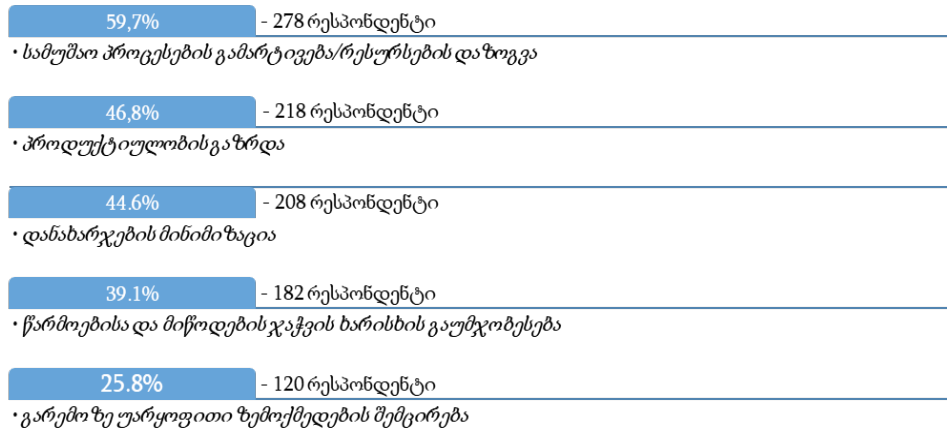 59,7% - 278 რესპონდენტი
• სამუშაო პროცესების გამარტივება/რესურსების დაზოგვა
46,8% - 218 რესპონდენტი
• პროდუქტიულობის გაზრდა
44.6% - 208 რესპონდენტი
• დანახარჯების მინიმიზაცია
39.1% - 182 რესპონდენტი
• წარმოებისა და მიწოდების ჯაჭვის ხარისხის გაუმჯობესება
25.8% - 120 რესპონდენტი
• გარემოზე უარყოფითი ზემოქმედების შემცირება